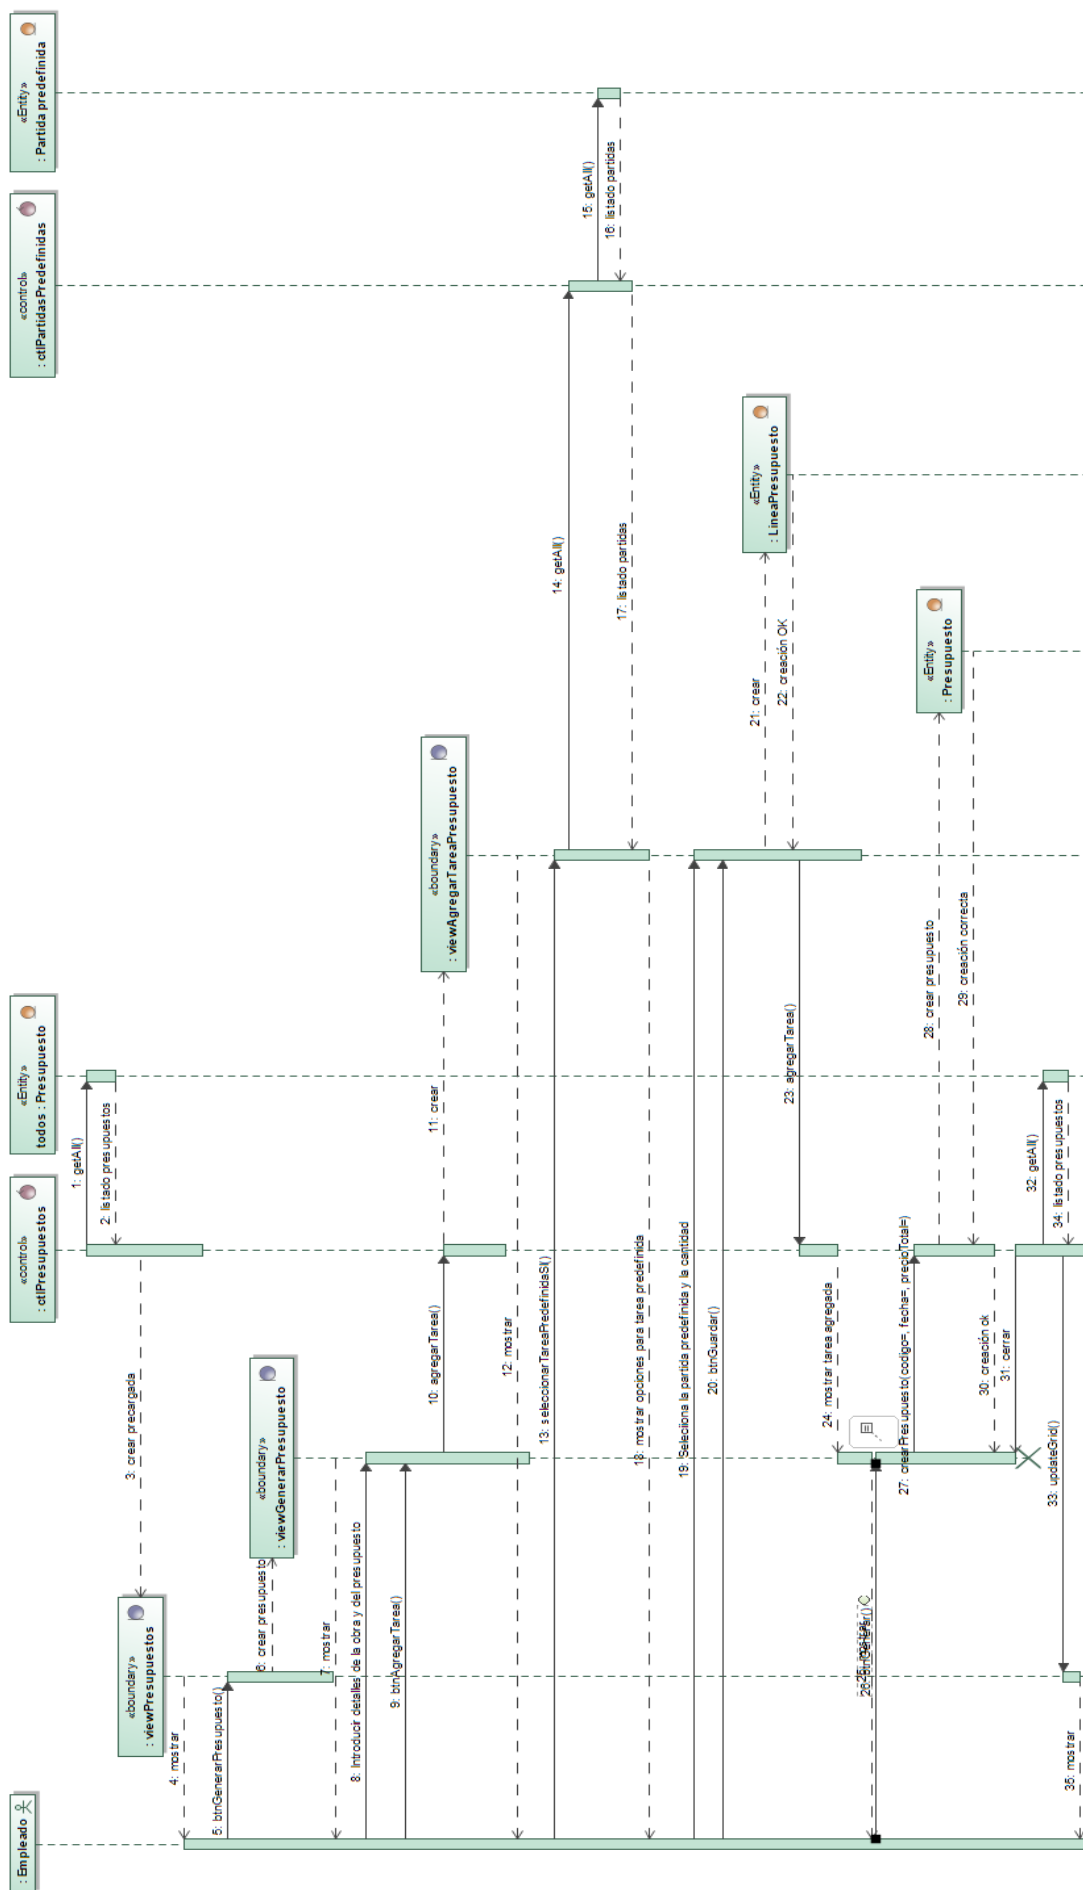 : Empleado
«boundary»
: viewPresupuestos
«boundary»
: viewGenerarPresupuesto
«control»
: ctlPresupuestos
«Entity»
todos : Presupuesto
«boundary»
: viewAgregarTareaPresupuesto
«Entity»
: Presupuesto
«Entity»
: LineaPresupuesto
«control»
: ctlPartidasPredefinidas
«Entity»
: Partida predefinida
1: getAll()
2: listado presupuestos
3: crear precargada
4: mostrar
5: btnGenerarPresupuesto()
6: crear presupuesto
7: mostrar
8: Introducir detalles de la obra y del presupuesto
9: btnAgregarTarea()
10: agregarTarea()
11: crear
12: mostrar
13: seleccionarTareaPredefinidaSI()
14: getAll()
15: getAll()
16: listado partidas
17: listado partidas
18: mostrar opciones para tarea predefinida
19: Seleciiona la partida predefinida y la cantidad
20: btnGuardar()
21: crear
22: creación OK
23: agregarTarea()
24: mostrar tarea agregada
26: btnGenerar()
27: crearPresupuesto(codigo=, fecha=, precioTotal=)
28: crear presupuesto
29: creación correcta
30: creación ok
31: cerrar
32: getAll()
33: updateGrid()
34: listado presupuestos
35: mostrar